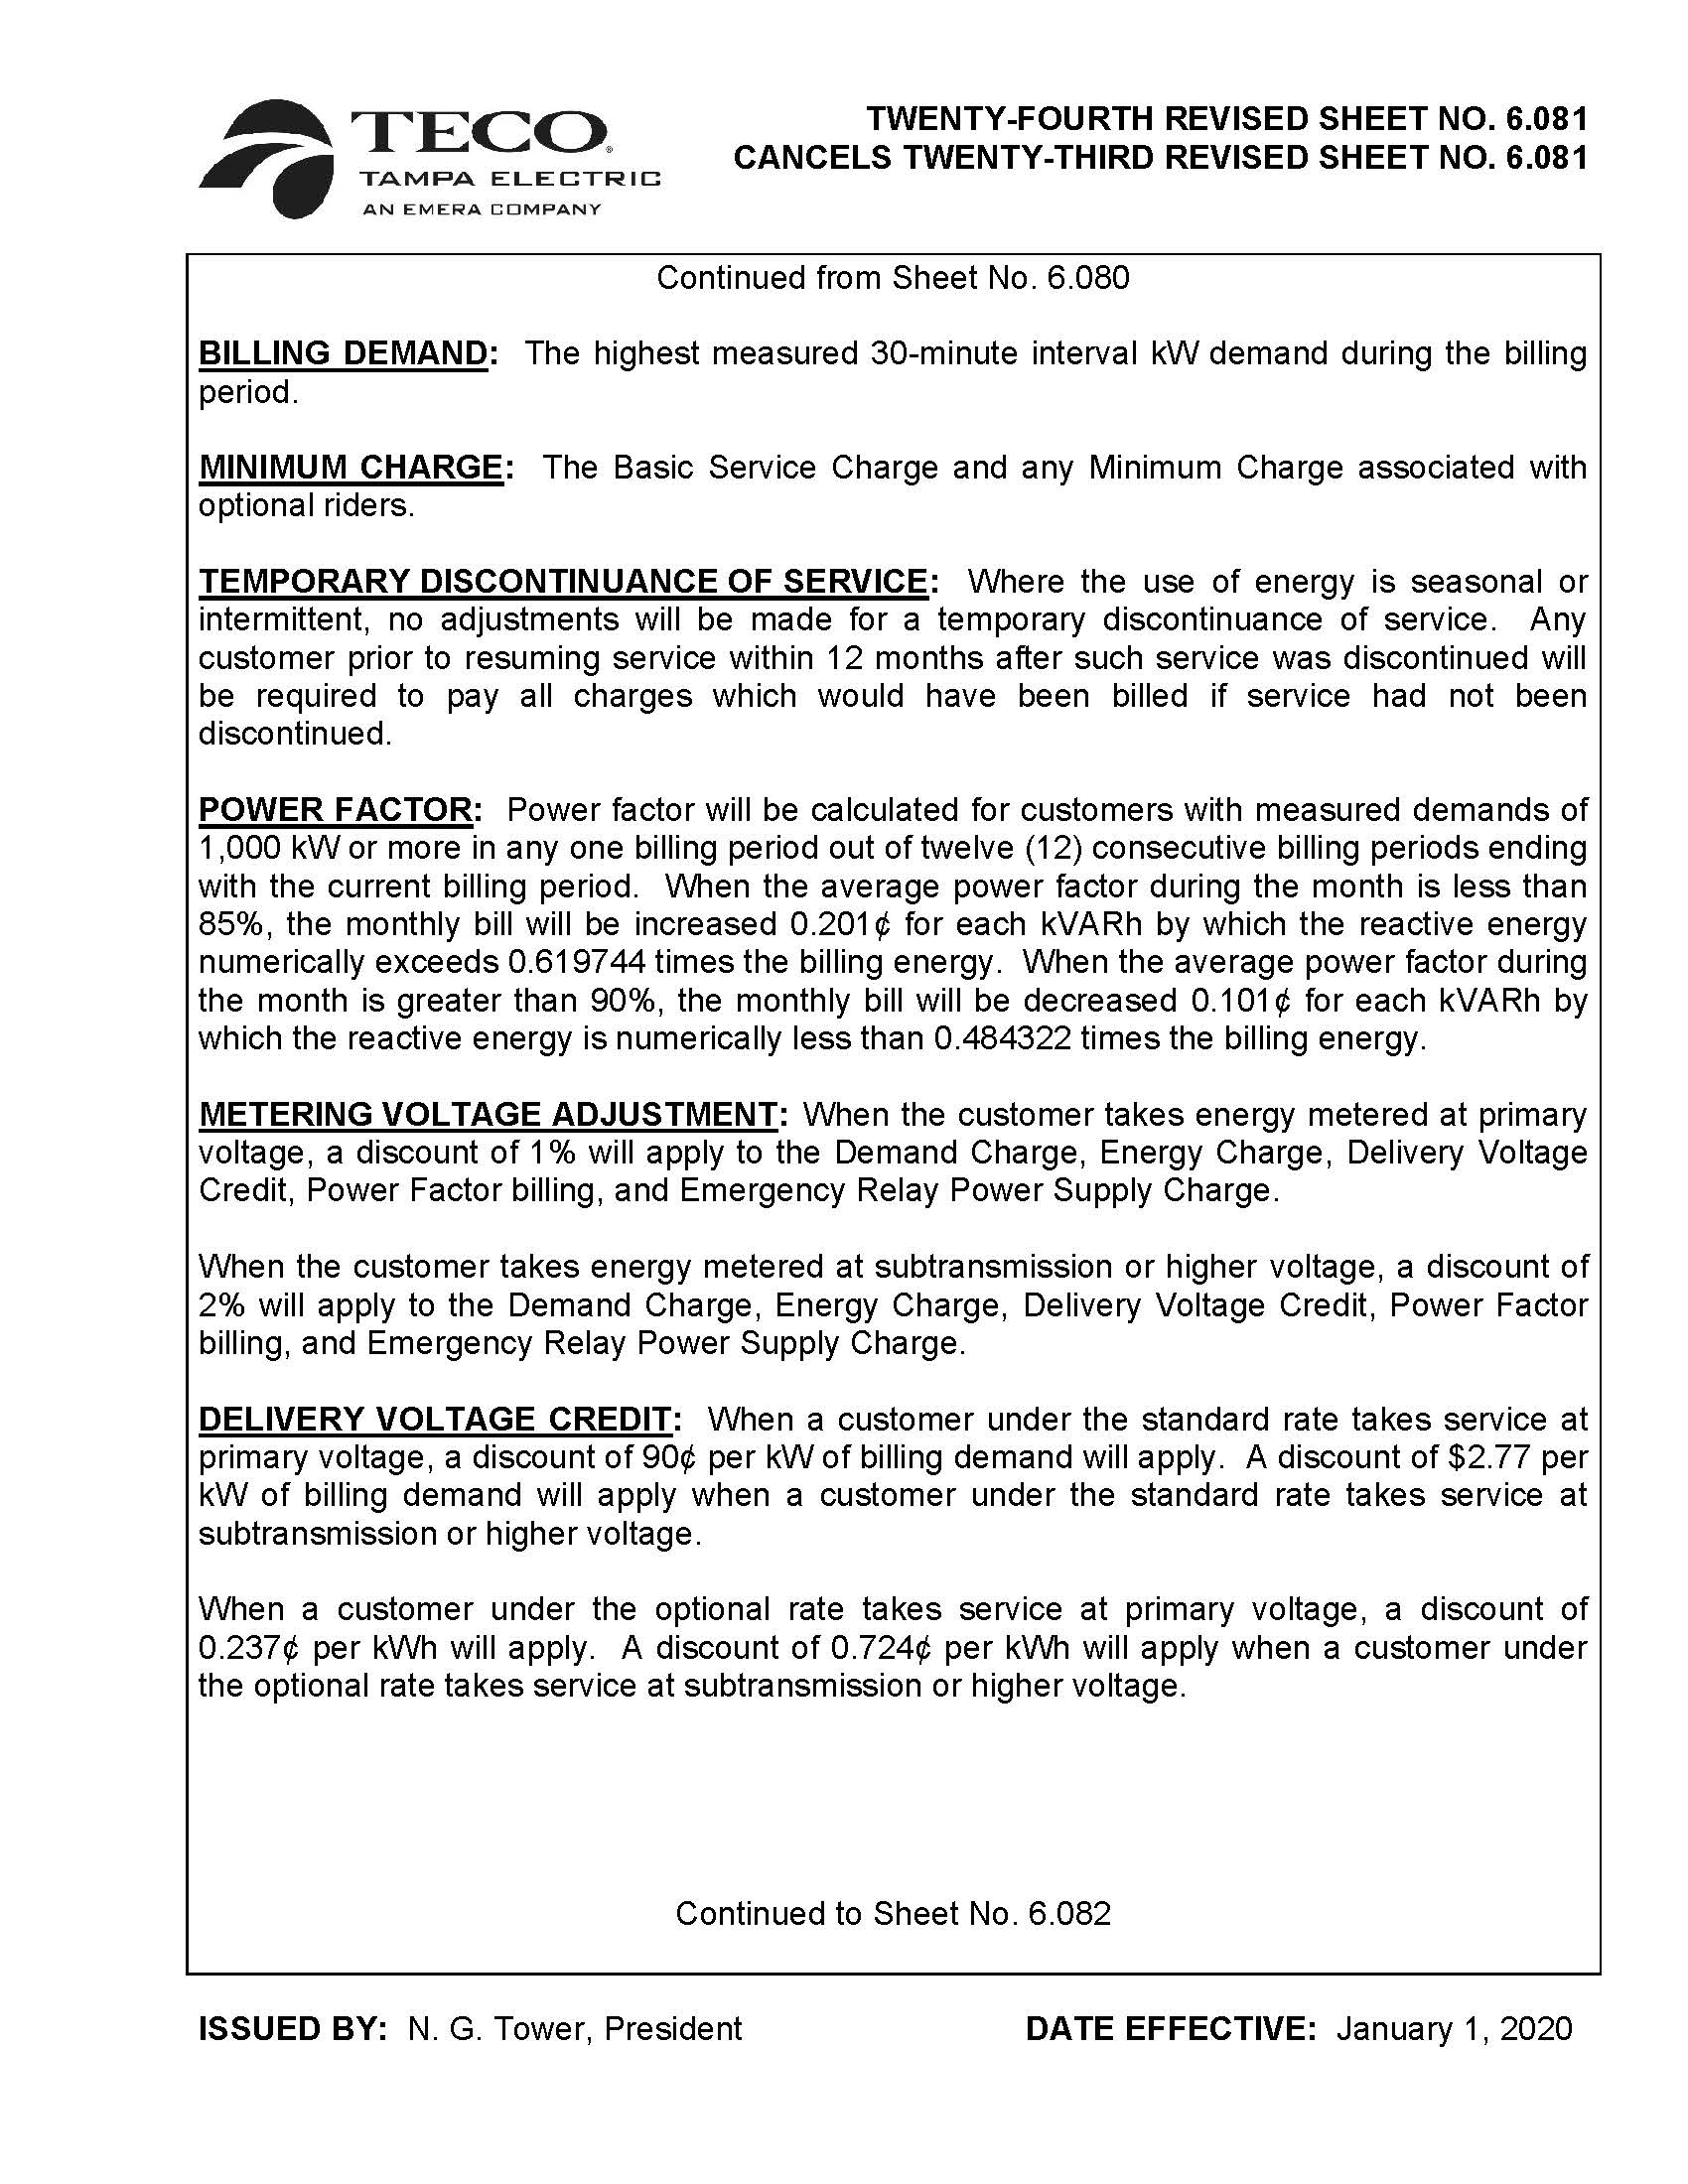 TECO®
TAMPA ELECTRIC
AN EMERA COMPANY
TWENTY-FOURTH REVISED SHEET NO. 6.081
CANCELS TWENTY-THIRD REVISED SHEET NO. 6.081
Continued from Sheet No. 6.080
BILLING DEMAND: The highest measured 30-minute interval kW demand during the billing
period.
MINIMUM CHARGE: The Basic Service Charge and any Minimum Charge associated with
optional riders.
TEMPORARY DISCONTINUANCE OF SERVICE: Where the use of energy is seasonal or
intermittent, no adjustments will be made for a temporary discontinuance of service. Any
customer prior to resuming service within 12 months after such service was discontinued will
be required to pay all charges which would have been billed if service had not been
discontinued.
POWER FACTOR: Power factor will be calculated for customers with measured demands of
1,000 kW or more in any one billing period out of twelve (12) consecutive billing periods ending
with the current billing period. When the average power factor during the month is less than
85%, the monthly bill will be increased 0.201¢ for each kVARh by which the reactive energy
numerically exceeds 0.619744 times the billing energy. When the average power factor during
the month is greater than 90%, the monthly bill will be decreased 0.101¢ for each kVARh by
which the reactive energy is numerically less than 0.484322 times the billing energy.
METERING VOLTAGE ADJUSTMENT: When the customer takes energy metered at primary
voltage, a discount of 1% will apply to the Demand Charge, Energy Charge, Delivery Voltage
Credit, Power Factor billing, and Emergency Relay Power Supply Charge.
When the customer takes energy metered at subtransmission or higher voltage, a discount of
2% will apply to the Demand Charge, Energy Charge, Delivery Voltage Credit, Power Factor
billing, and Emergency Relay Power Supply Charge.
DELIVERY VOLTAGE CREDIT: When a customer under the standard rate takes service at
primary voltage, a discount of 90¢ per kW of billing demand will apply. A discount of $2.77 per
kW of billing demand will apply when a customer under the standard rate takes service at
subtransmission or higher voltage.
When a customer under the optional rate takes service at primary voltage, a discount of
0.237¢ per kWh will apply. A discount of 0.724¢ per kWh will apply when a customer under
the optional rate takes service at subtransmission or higher voltage.
Continued to Sheet No. 6.082
ISSUED BY: N. G. Tower, President
DATE EFFECTIVE: January 1, 2020